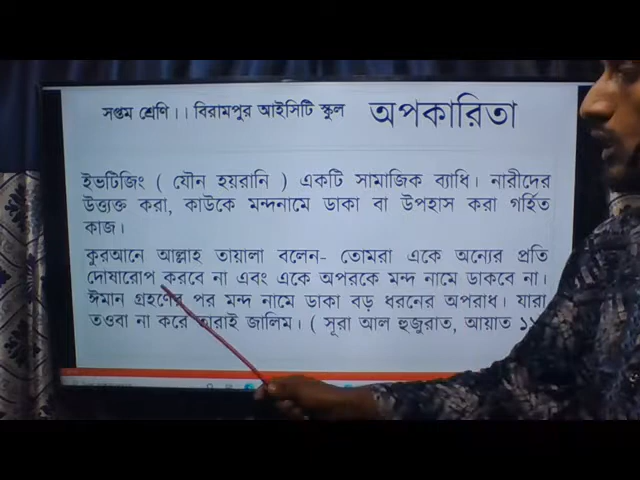 সপ্তম শ্রেণি।। বিরামপুর আইসিটি স্কুল অপকারিতা
ইভটিজিং ( যৌন হয়রানি ) একটি সামাজিক ব্যাধি। নারীদের
উত্ত্যক্ত করা, কাউকে মন্দনামে ডাকা বা উপহাস করা গর্হিত
কাজ।
কুরআনে আল্লাহ তায়ালা বলেন- তোমরা একে অন্যের প্রতি
দোষারোপ করবে না এবং একে অপরকে মন্দ নামে ডাকবে না।
ঈমান গ্রহণের পর মন্দ নামে ডাকা বড় ধরনের অপরাধ। যারা
তওবা না করে তারাই জালিম। ( সূরা আল হুজুরাত, আয়াত